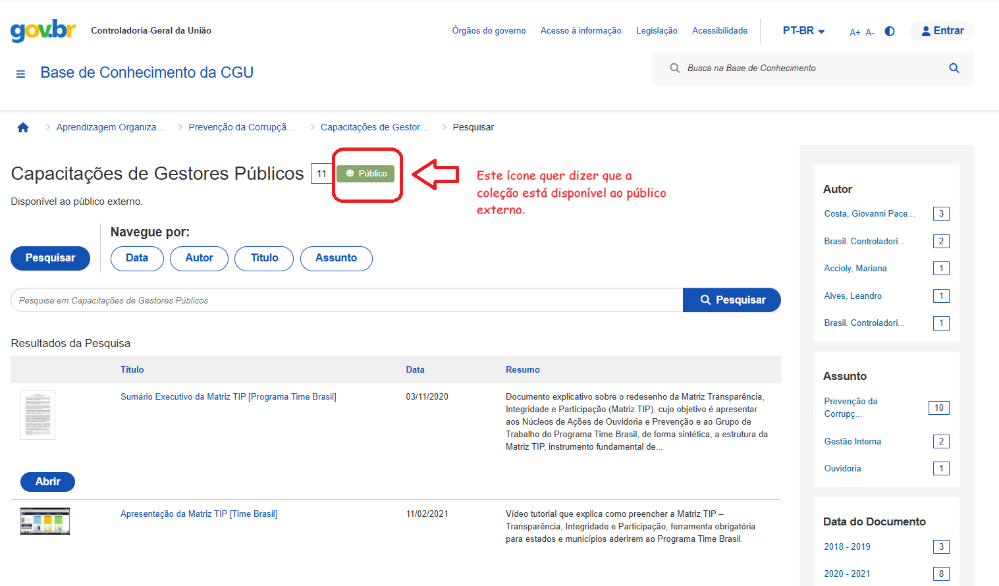 gov.br
Controladoria-Geral da União
Órgãos do governo
Acesso à informação
Legislação
Acessibilidade
PT-BR
A+
A-
Entrar
Base de Conhecimento da CGU
Busca na Base de Conhecimento
Aprendizagem Organiza...
Prevenção da Corrupçã...
Capacitações de Gestor...
Pesquisar
Capacitações de Gestores Públicos
11
Público
Este ícone quer dizer que a
coleção está disponível ao público
externo.
Disponível ao público externo.
Navegue por:
Pesquisar
Data
Autor
Título
Assunto
Pesquise em Capacitações de Gestores Públicos
Pesquisar
Resultados da Pesquisa
Título
Data
Resumo
Sumário Executivo da Matriz TIP [Programa Time Brasil]
03/11/2020
Documento explicativo sobre o redesenho da Matriz Transparência,
Integridade e Participação (Matriz TIP), cujo objetivo é apresentar
aos Núcleos de Ações de Ouvidoria e Prevenção e ao Grupo de
Trabalho do Programa Time Brasil, de forma sintética, a estrutura da
Matriz TIP, instrumento fundamental de...
Abrir
Apresentação da Matriz TIP [Time Brasil]
11/02/2021
Vídeo tutorial que explica como preencher a Matriz TIP –
Transparência, Integridade e Participação, ferramenta obrigatória
para estados e municípios aderirem ao Programa Time Brasil.
Autor
Costa, Giovanni Pace...
3
Brasil. Controladori...
2
Accioly, Mariana
1
Alves, Leandro
1
Brasil. Controladori...
1
Assunto
Prevenção da
Corrupç...
10
Gestão Interna
2
Ouvidoria
1
Data do Documento
2018 - 2019
3
2020 - 2021
8